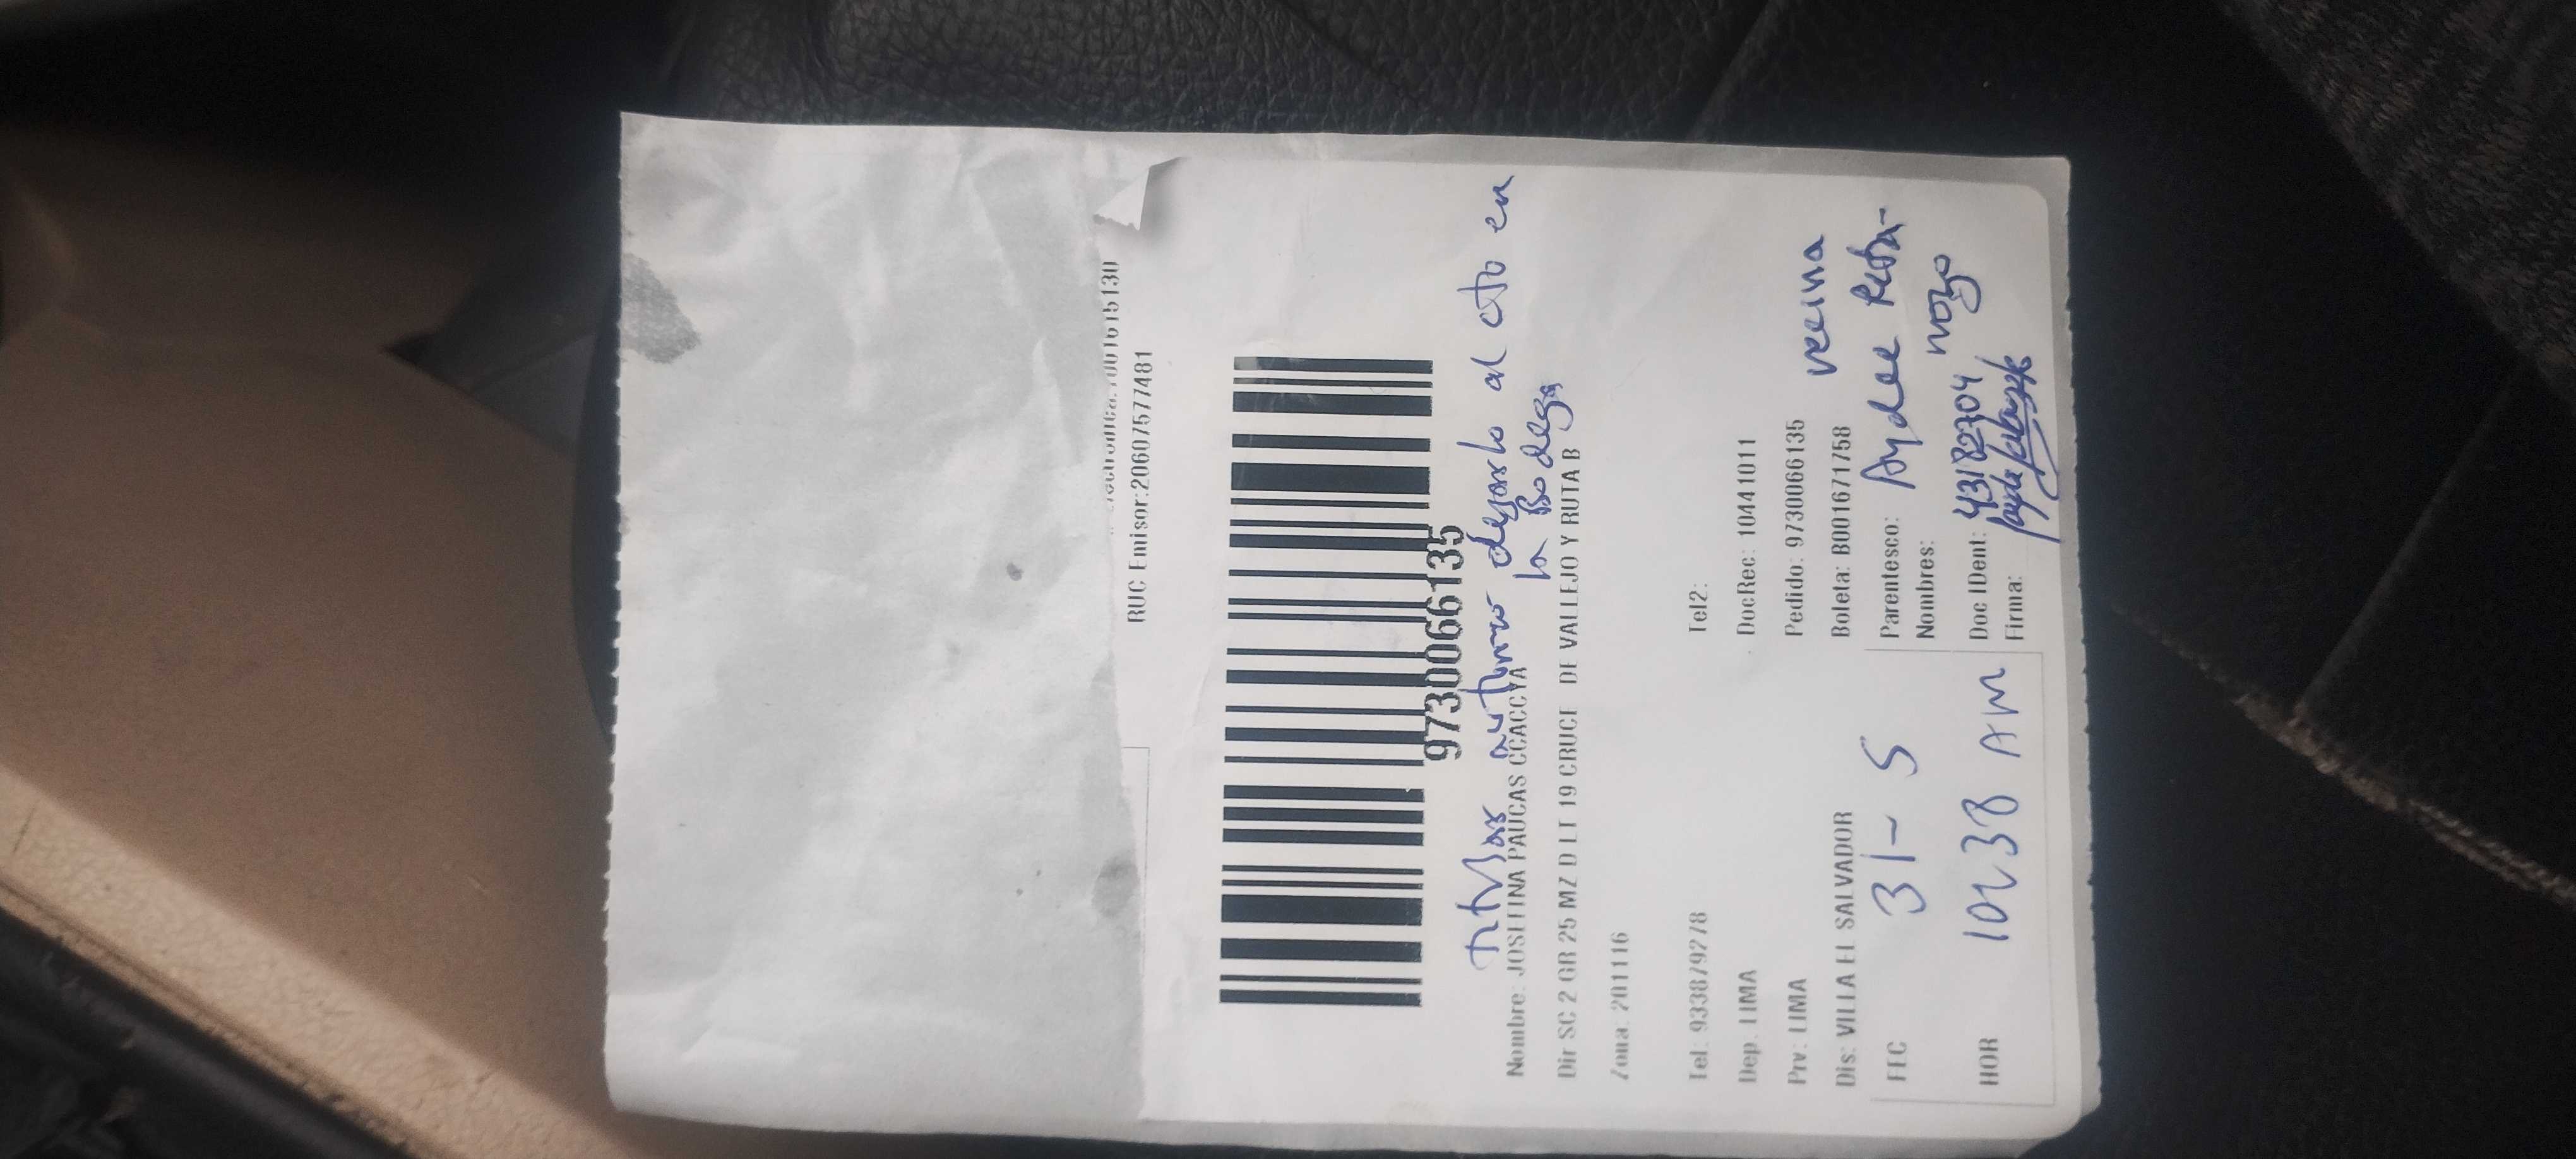 RUC Emisor:20607577481
9730066135
titular autorizo dejarlo al cto en
la Bodega
Nombre: JOSEFINA PAUCAS CCACCYA
Dir SC 2 GR 25 MZ D LT 19 CRUCE DE VALLEJO Y RUTA B
Zona: 201116
Tel: 933879278 Tel2:
Dep. LIMA DocRec: 10441011
Prv: LIMA Pedido: 9730066135
Dis: VILLA EL SALVADOR Boleta: B001671758
vecina
FEC 31-5 Parentesco: Aydee
Nombres:
HOR 10:38 AM Doc IDent: 43182304
Firma: